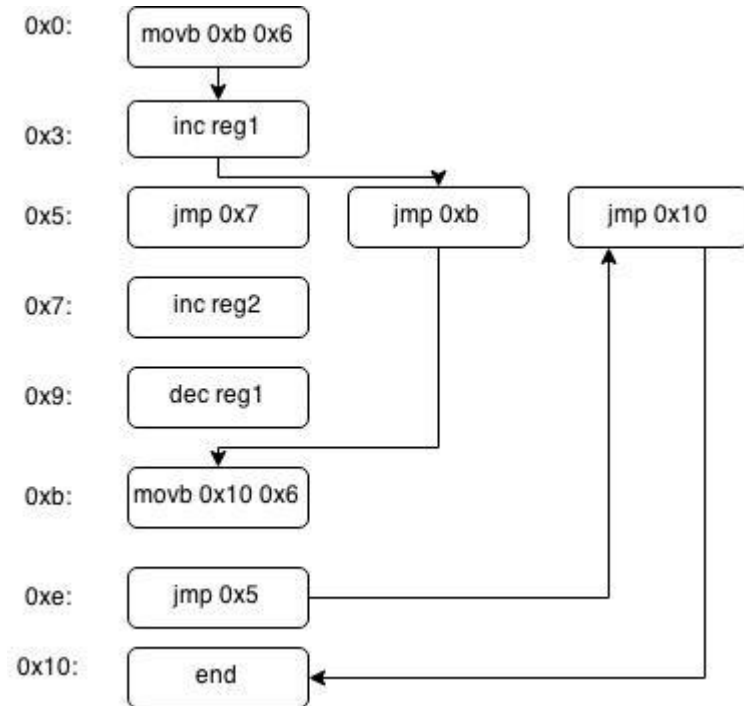 0x0: movb 0xb 0x6
0x3: inc reg1
0x5: jmp 0x7 jmp 0xb jmp 0x10
0x7: inc reg2
0x9: dec reg1
0xb: movb 0x10 0x6
0xe: jmp 0x5
0x10: end